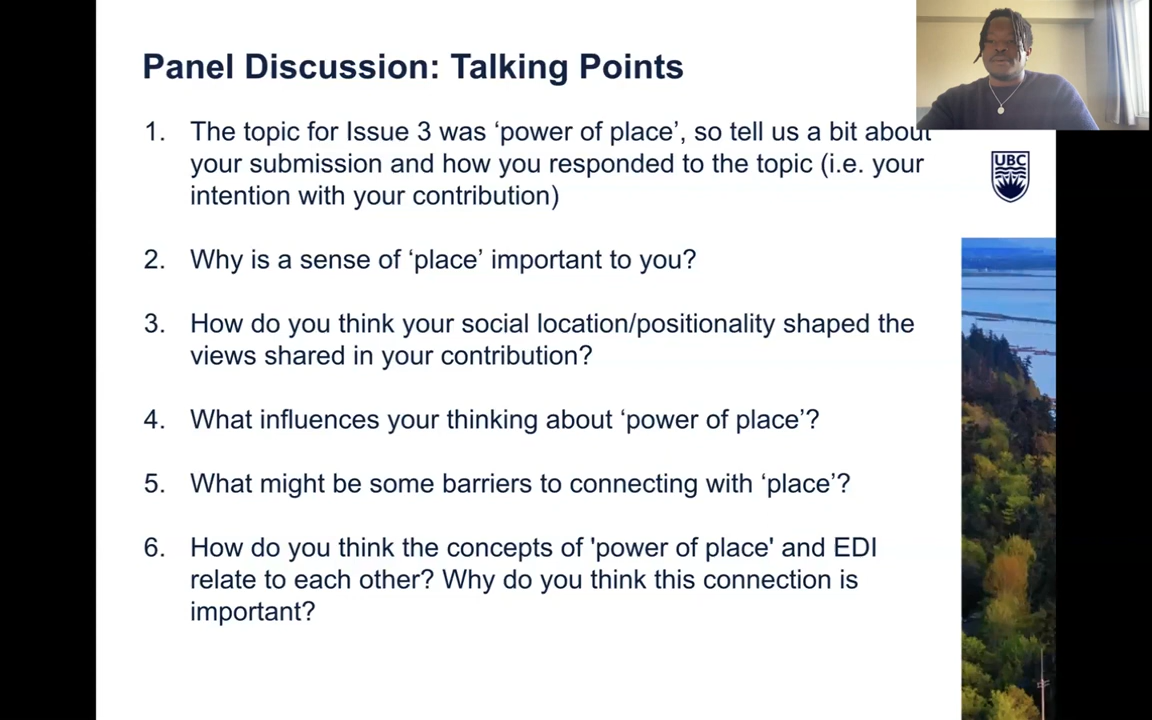 Panel Discussion: Talking Points
1. The topic for Issue 3 was ‘power of place’, so tell us a bit about
your submission and how you responded to the topic (i.e. your
intention with your contribution)
UBC
2. Why is a sense of ‘place’ important to you?
3. How do you think your social location/positionality shaped the
views shared in your contribution?
4. What influences your thinking about ‘power of place’?
5. What might be some barriers to connecting with ‘place’?
6. How do you think the concepts of 'power of place' and EDI
relate to each other? Why do you think this connection is
important?